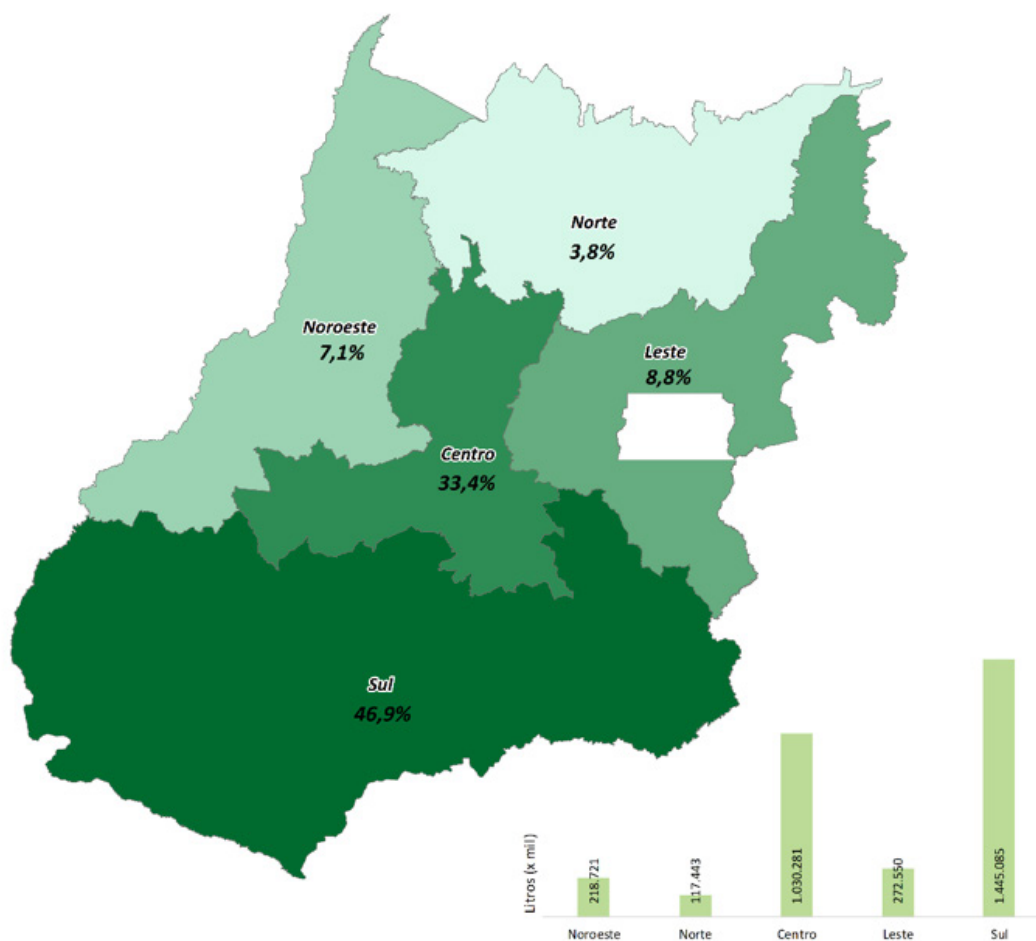 Norte
3,8%
Noroeste
7,1%
Leste
8,8%
Centro
33,4%
Sul
46,9%
Litros (x mil)
218.721
117.443
1.030.281
272.550
1.445.085
Noroeste
Norte
Centro
Leste
Sul